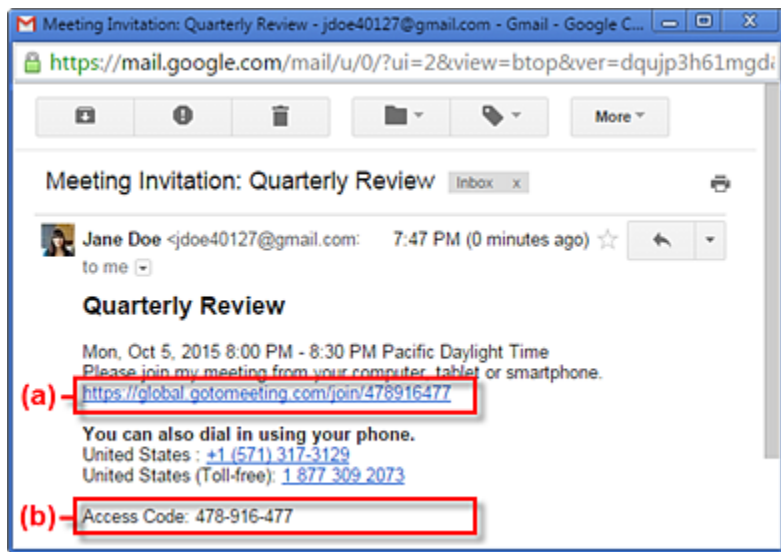 Meeting Invitation: Quarterly Review - jdoe40127@gmail.com - Gmail - Google C...
https://mail.google.com/mail/u/0/?ui=2&view=btop&ver=dqujp3h61mgd
More
Meeting Invitation: Quarterly Review Inbox x
Jane Doe <jdoe40127@gmail.com: 7:47 PM (0 minutes ago)
to me
Quarterly Review
Mon, Oct 5, 2015 8:00 PM - 8:30 PM Pacific Daylight Time
Please join my meeting from your computer, tablet or smartphone.
(a) https://global.gotomeeting.com/join/478916477
You can also dial in using your phone.
United States : +1 (571) 317-3129
United States (Toll-free): 1 877 309 2073
(b) Access Code: 478-916-477